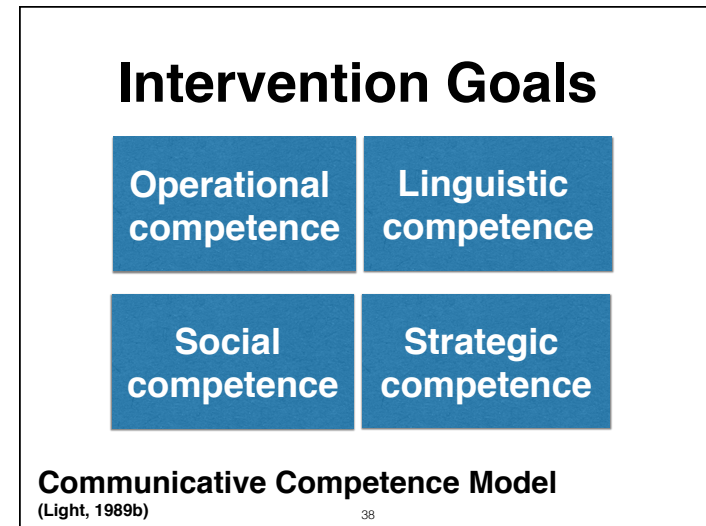 Intervention Goals
Operational
competence
Linguistic
competence
Social
competence
Strategic
competence
Communicative Competence Model
(Light, 1989b)
38